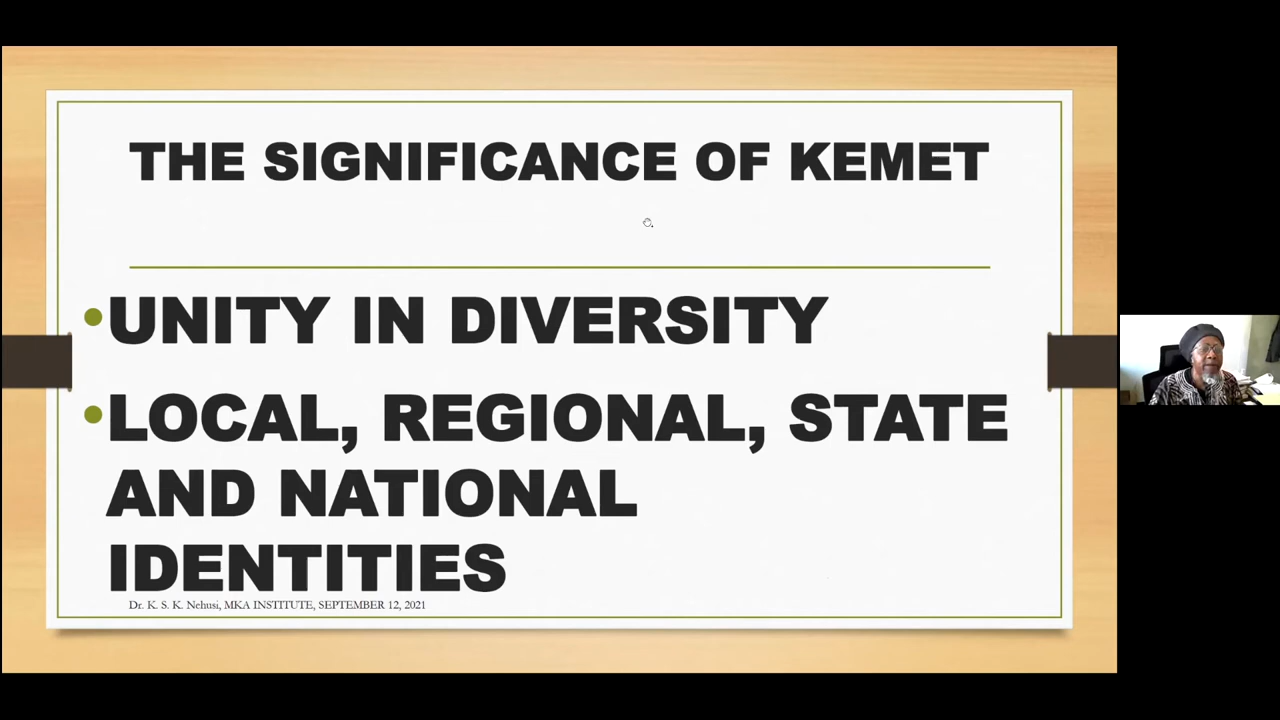 THE SIGNIFICANCE OF KEMET
•UNITY IN DIVERSITY
•LOCAL, REGIONAL, STATE
AND NATIONAL
IDENTITIES
Dr. K. S. K. Nehusi, MKA INSTITUTE, SEPTEMBER 12, 2021